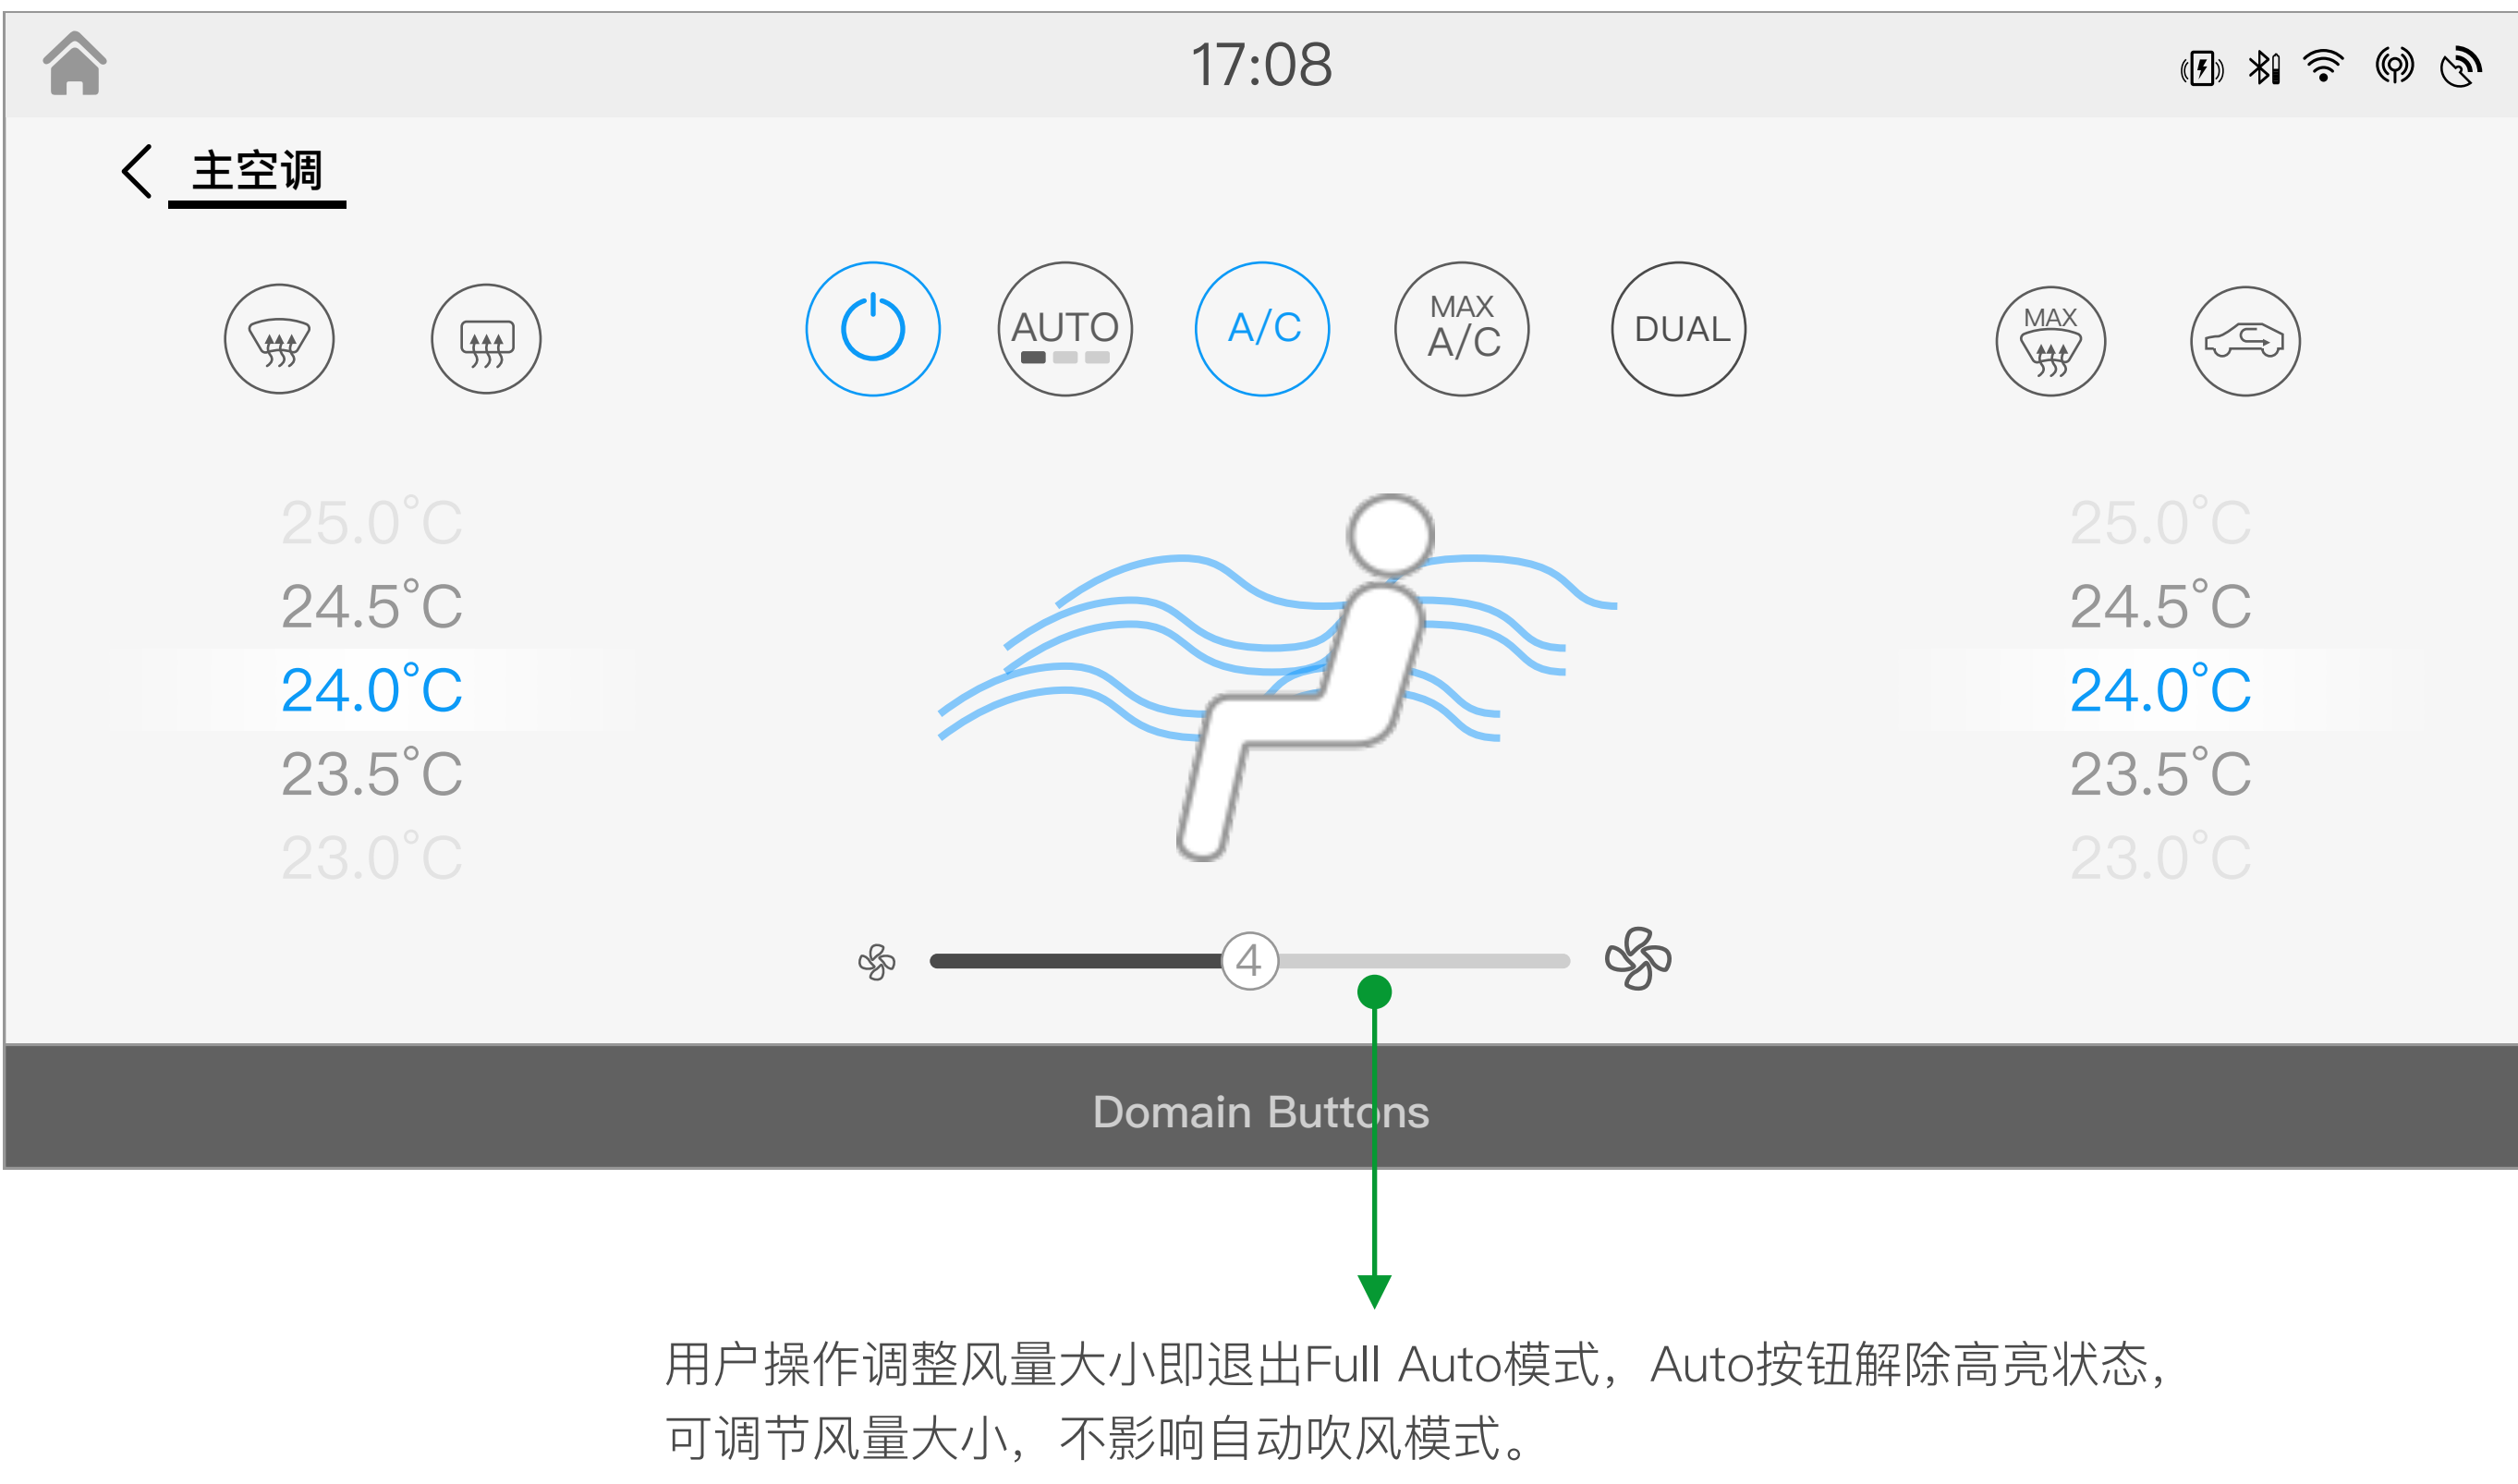 17:08
主空调
AUTO
A/C
MAX
A/C
DUAL
MAX
25.0°C
24.5°C
24.0°C
23.5°C
23.0°C
25.0°C
24.5°C
24.0°C
23.5°C
23.0°C
4
Domain Buttons
用户操作调整风量大小即退出Full Auto模式，Auto按钮解除高亮状态，
可调节风量大小，不影响自动吹风模式。